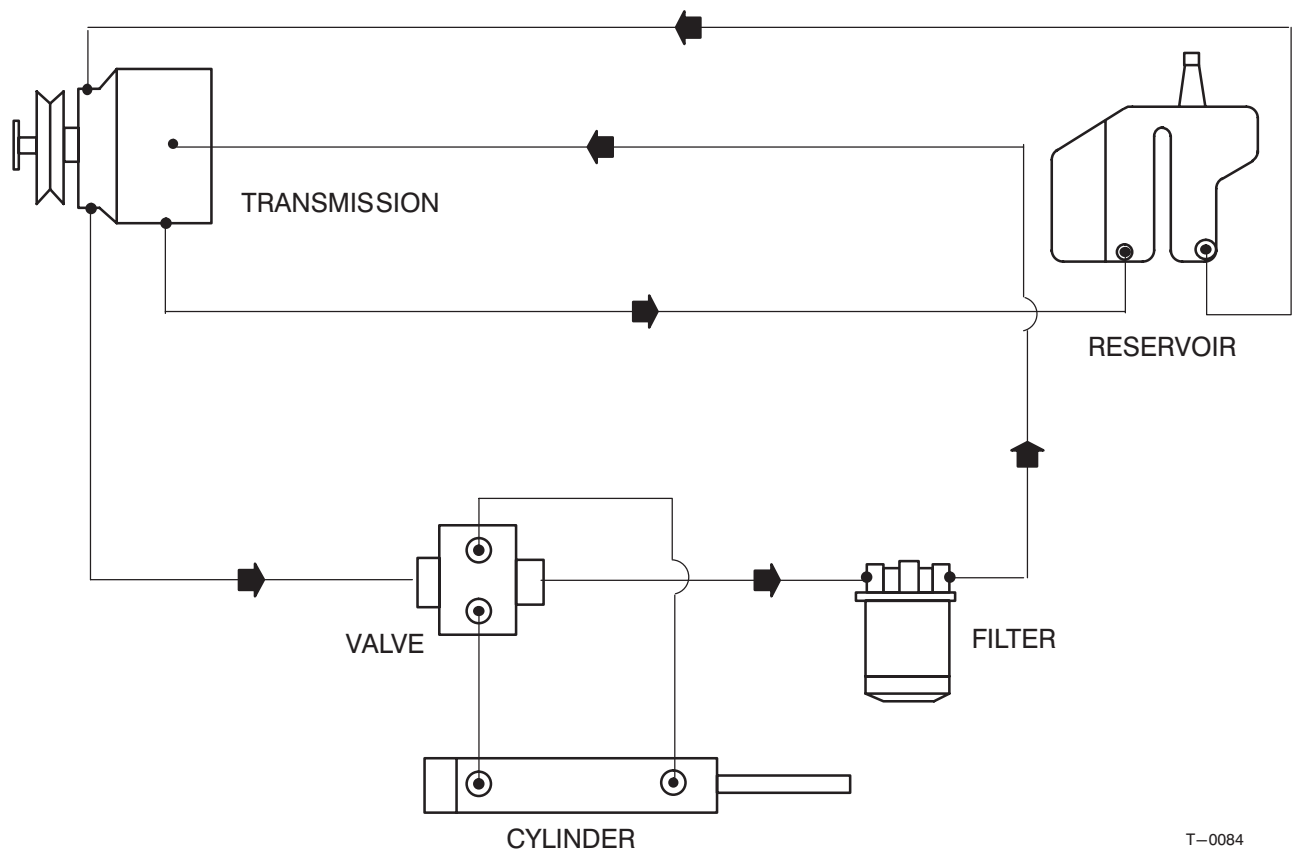 TRANSMISSION
RESERVOIR
VALVE
FILTER
CYLINDER
T–0084